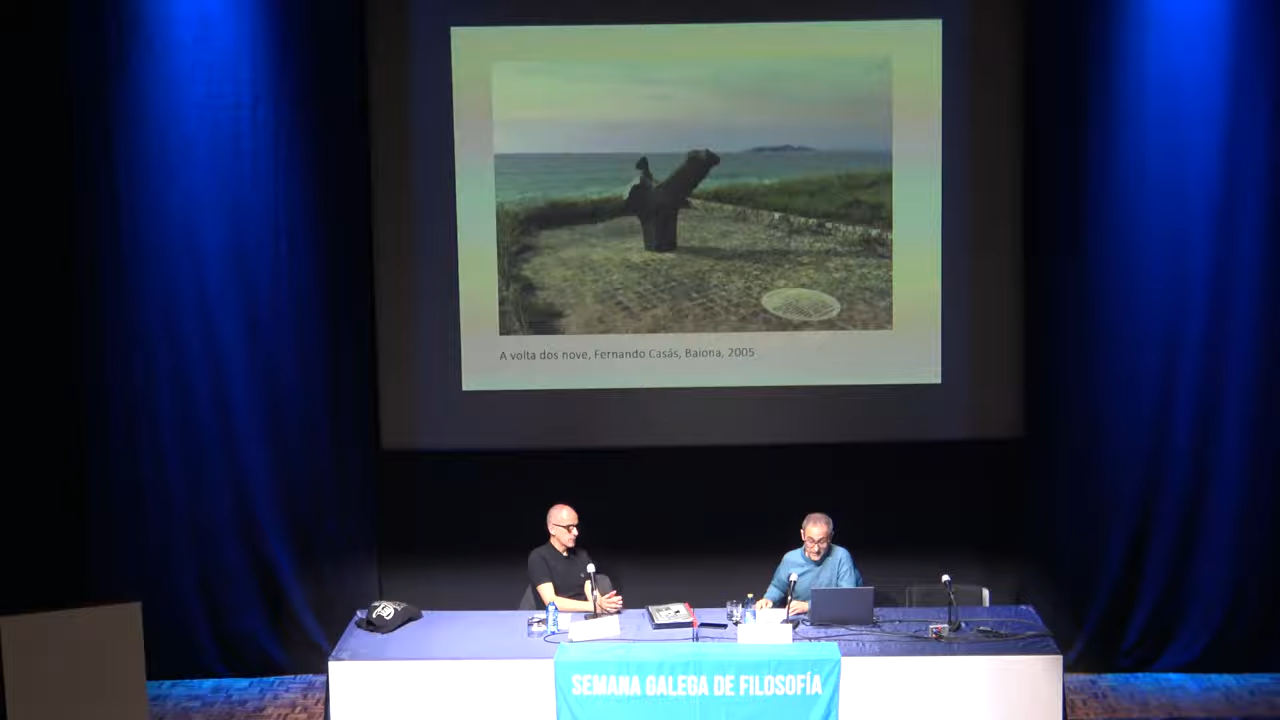 A volta dos nove, Fernando Casás, Baiona, 2005
SEMANA GALEGA DE FILOSOFÍA